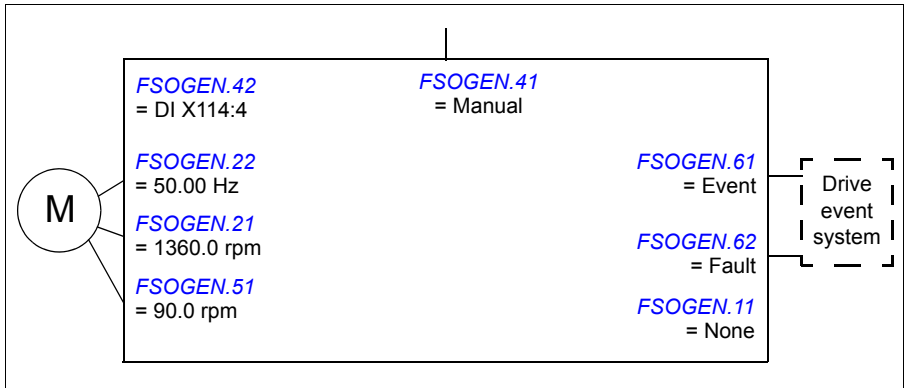 FSOGEN.42
= DI X114:4
FSOGEN.41
= Manual
FSOGEN.22
= 50.00 Hz
FSOGEN.21
= 1360.0 rpm
FSOGEN.51
= 90.0 rpm
M
FSOGEN.61
= Event
FSOGEN.62
= Fault
FSOGEN.11
= None
Drive
event
system